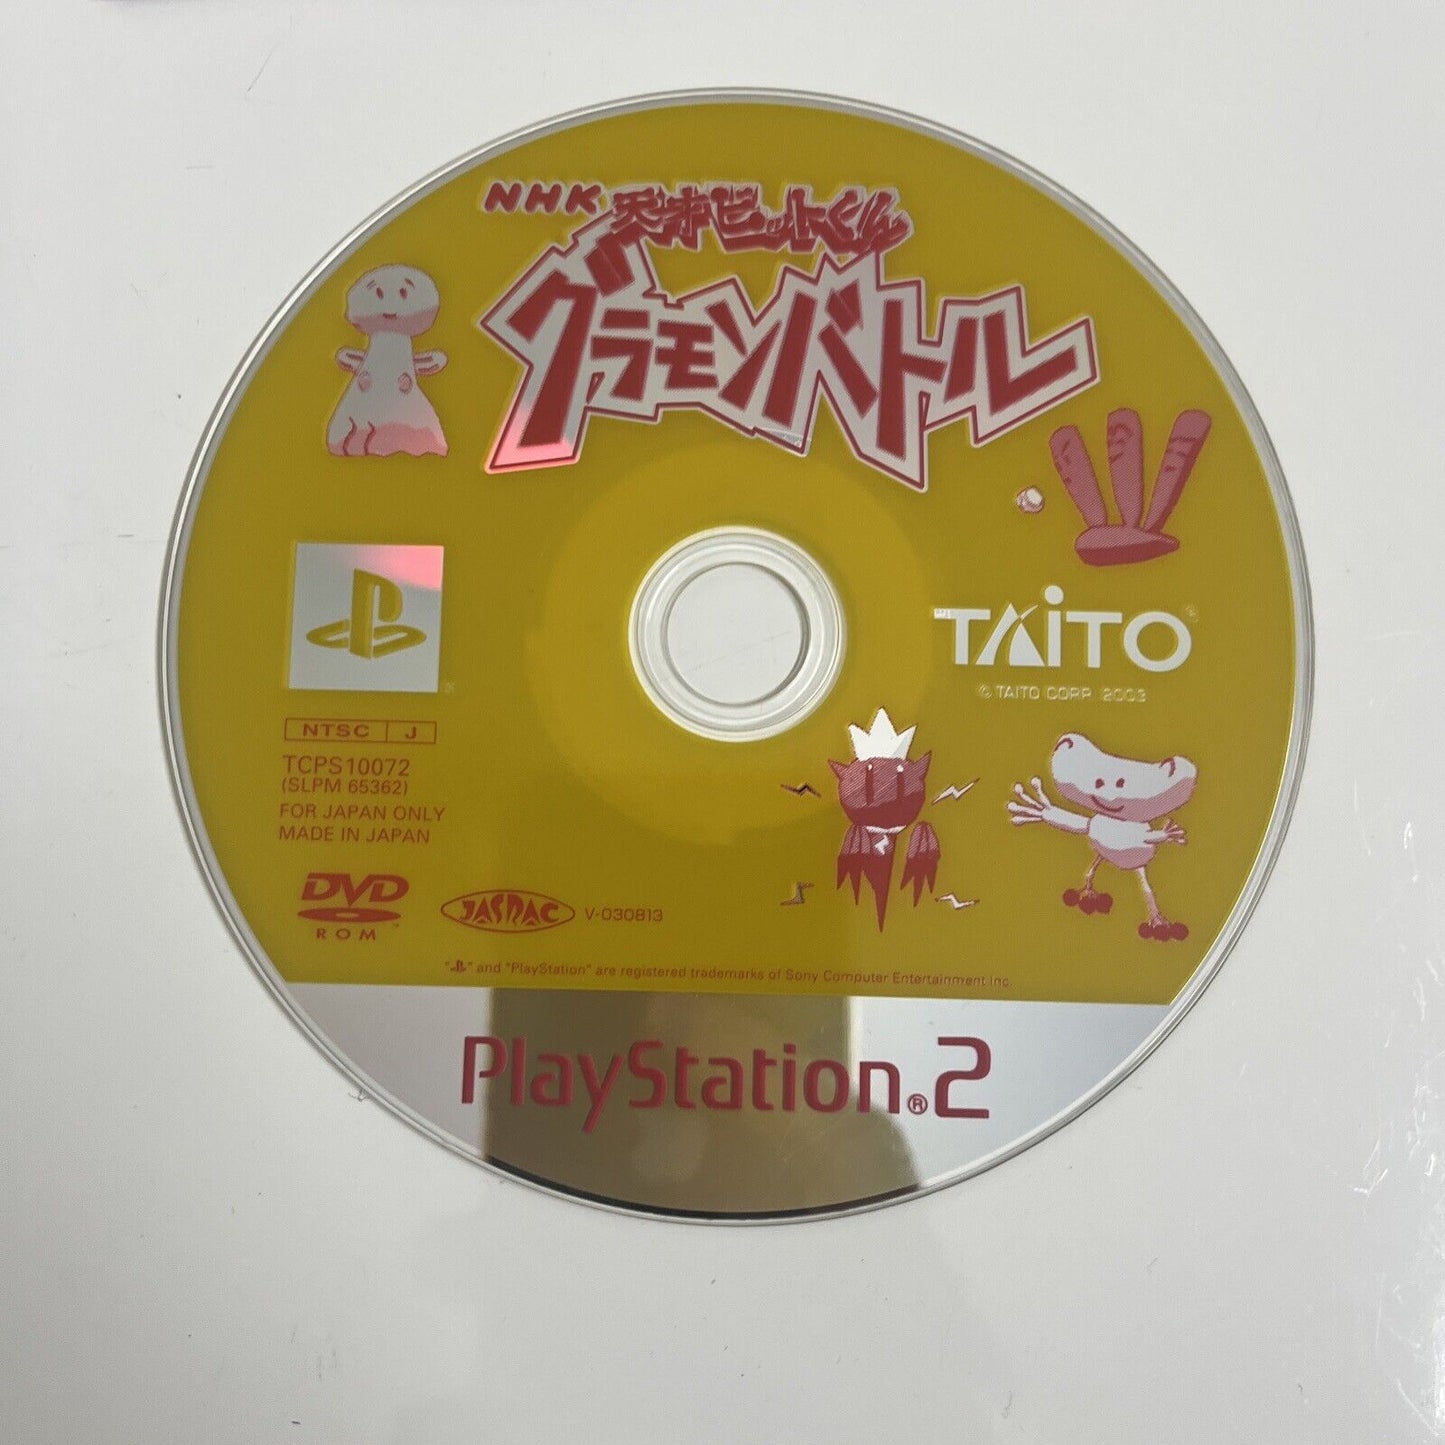 NHK 天才ビットくん
グラモンバトル
TAiTO
© TAITO CORP. 2003
NTSC J
TCPS10072
(SLPM 65362)
FOR JAPAN ONLY
MADE IN JAPAN
DVD
ROM
JASRAC V-030813
" " and "PlayStation" are registered trademarks of Sony Computer Entertainment Inc.
PlayStation®2